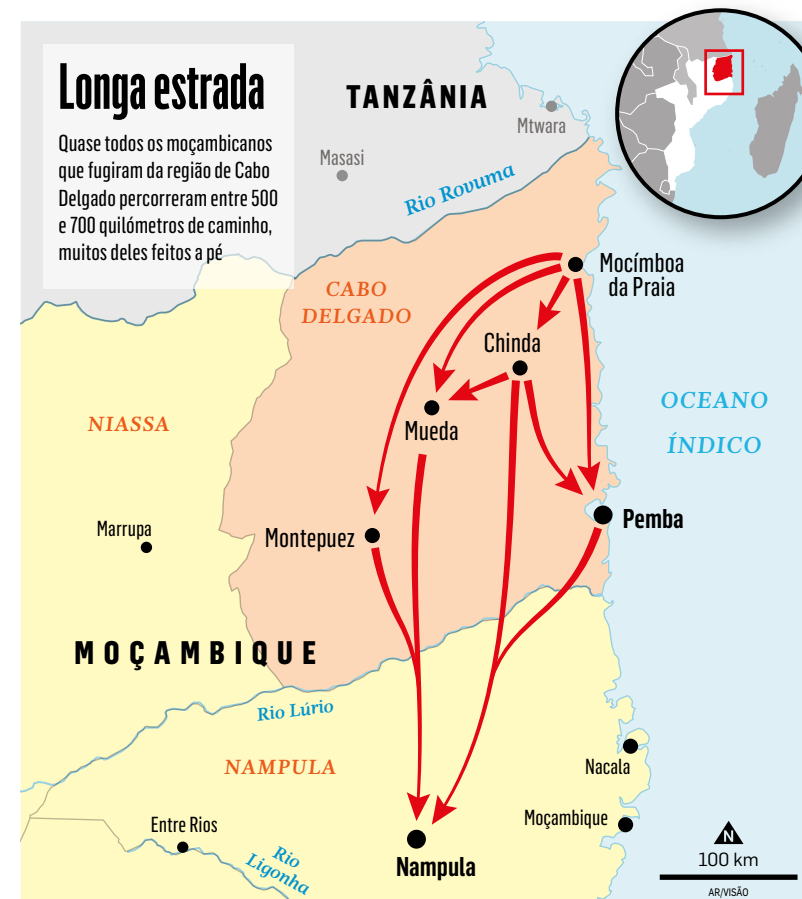 Longa estrada
Quase todos os moçambicanos
que fugiram da região de Cabo
Delgado percorreram entre 500
e 700 quilómetros de caminho,
muitos deles feitos a pé
TANZÂNIA
Mtwara
Masasi
Rio Rovuma
Mocímboa
da Praia
CABO
DELGADO
Chinda
OCEANO
ÍNDICO
NIASSA
Mueda
Marrupa
Montepuez
Pemba
MOÇAMBIQUE
Rio Lúrio
NAMPULA
Nacala
Moçambique
Entre Rios
Rio
Ligonha
Nampula
N
100 km
AR/VISÃO